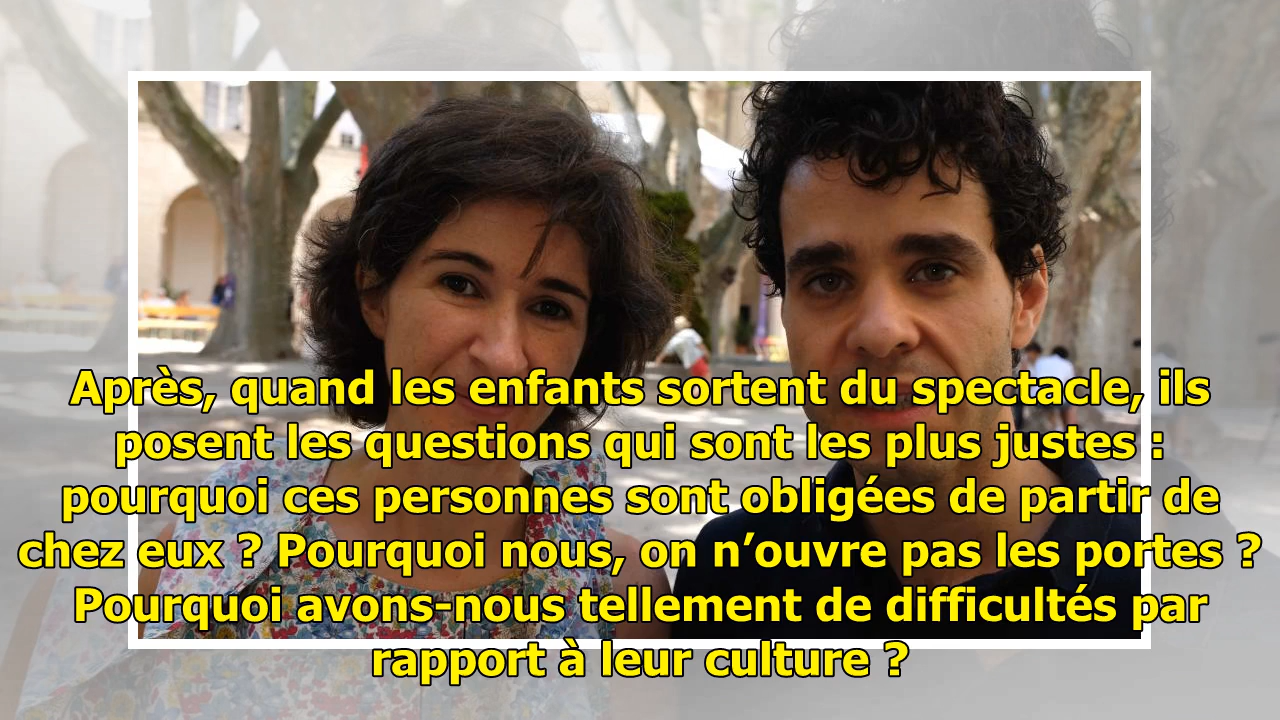 Après, quand les enfants sortent du spectacle, ils
posent les questions qui sont les plus justes :
pourquoi ces personnes sont obligées de partir de
chez eux ? Pourquoi nous, on n’ouvre pas les portes ?
Pourquoi avons-nous tellement de difficultés par
rapport à leur culture ?